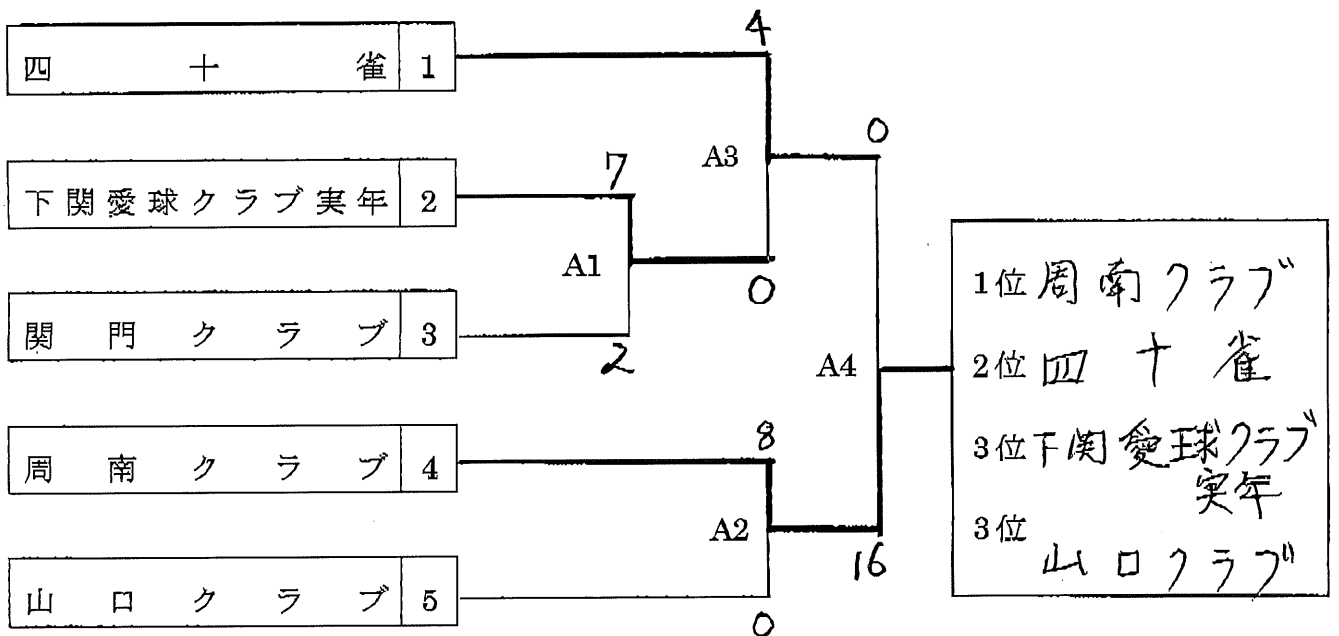 四十雀 1
下関愛球クラブ実年 2
関門クラブ 3
周南クラブ 4
山口クラブ 5
4
7
A3
0
A1
0
2
A4
8
A2
16
0
1位 周南クラブ
2位 四十雀
3位 下関愛球クラブ
実年
3位
山口クラブ